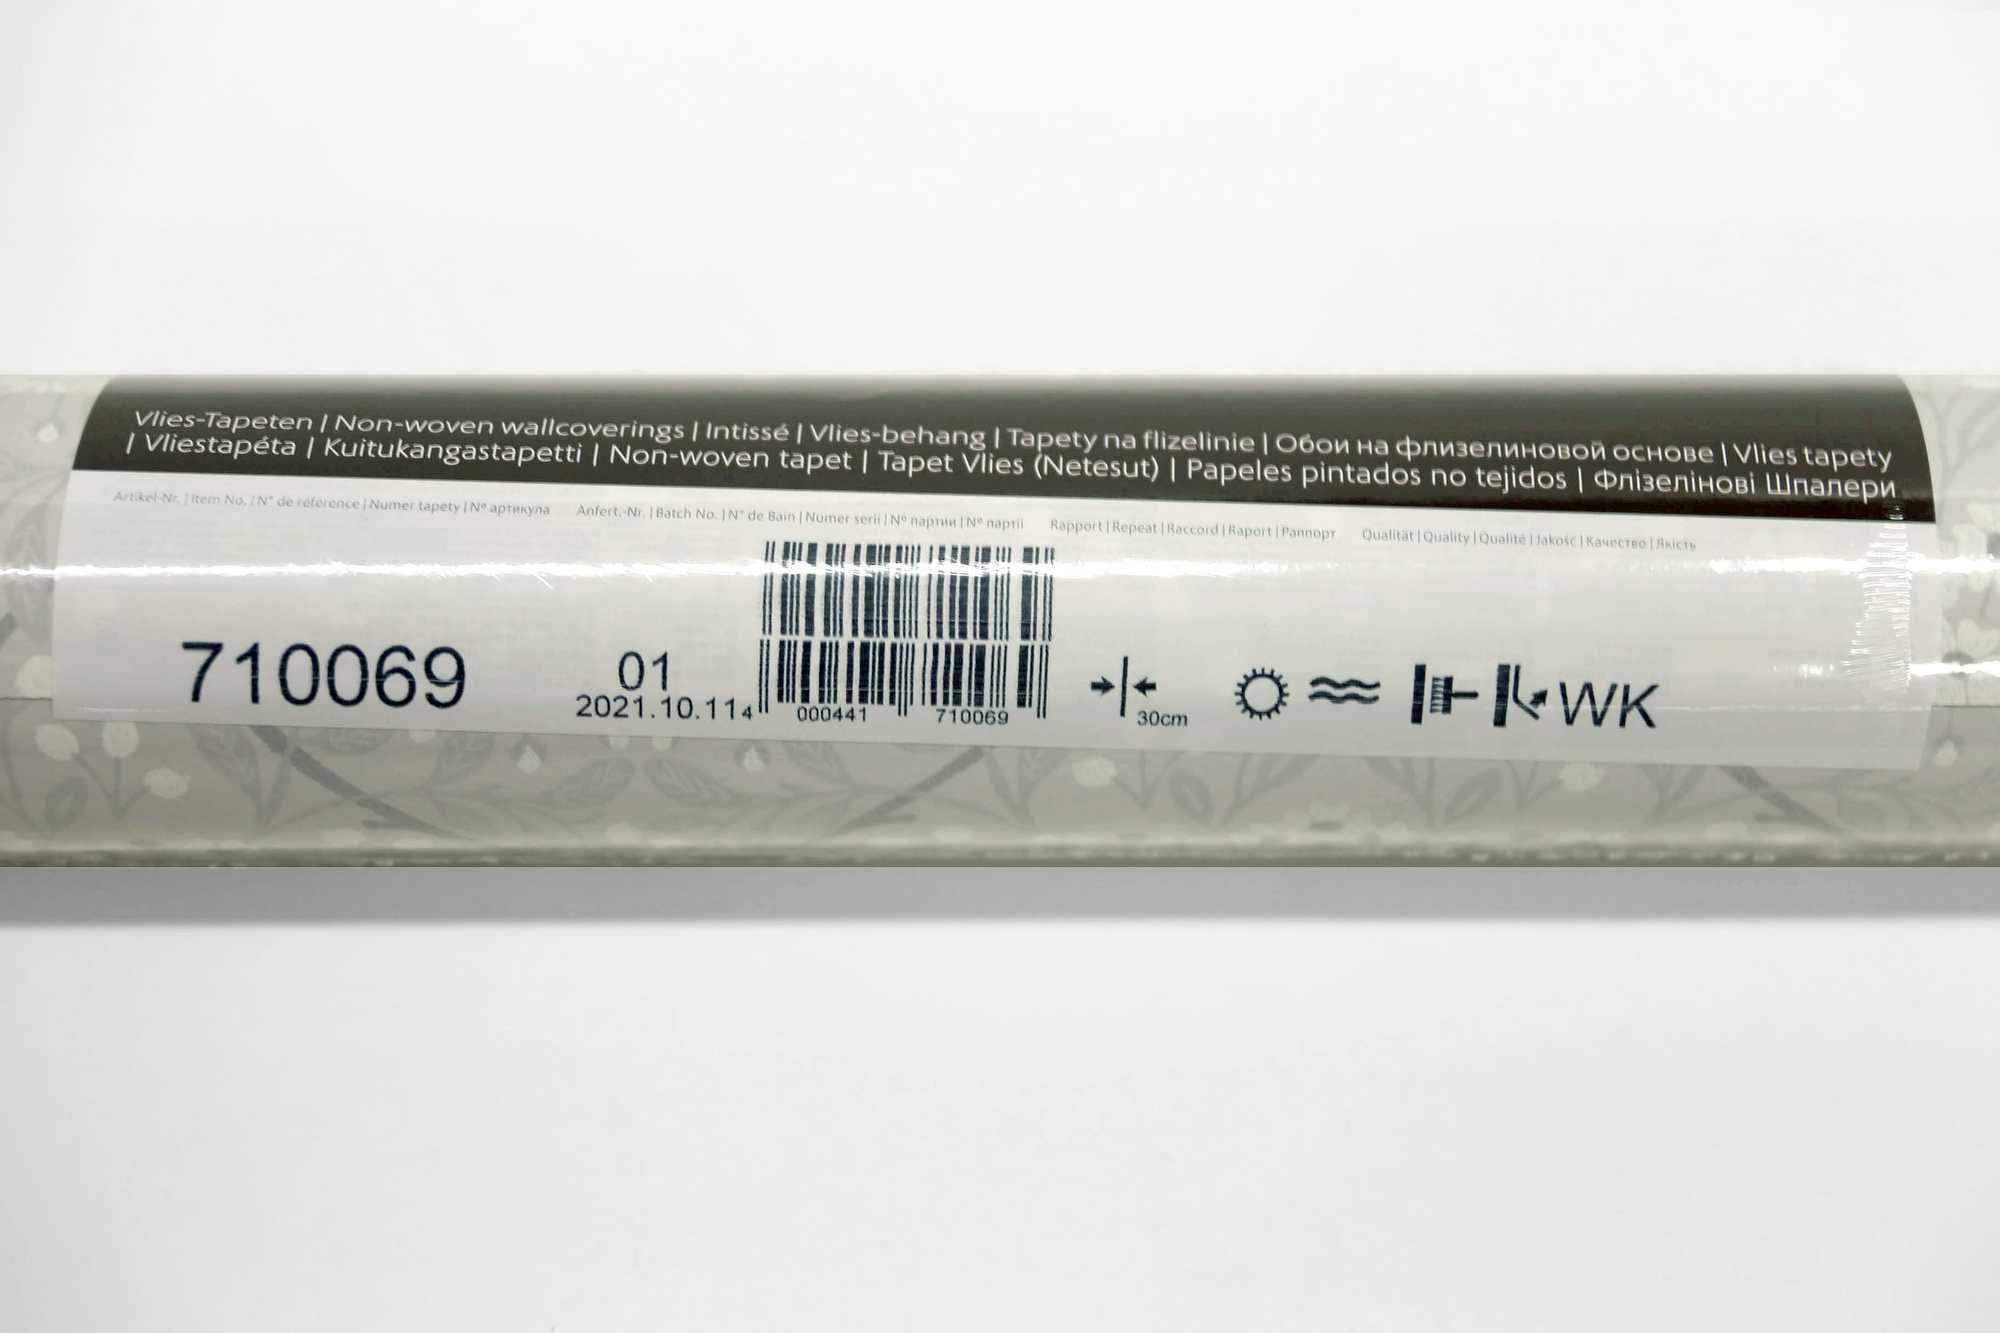 Vlies-Tapeten | Non-woven wallcoverings | Intissé | Vlies-behang | Tapety na flizelinie | Обои на флизелиновой основе | Vlies tapety
| Vliestapéta | Kuitukangastapetti | Non-woven tapet | Tapet Vlies (Netesut) | Papeles pintados no tejidos | Флізелінові Шпалери
Artikel-Nr. | Item No. | N° de référence | Numer tapety | Nº артикула
Anfert.-Nr. | Batch No. | N° de Bain | Numer serii | Nº партии | Nº партії
Rapport | Repeat | Raccord | Raport | Раппорт
Qualität | Quality | Qualité | Jakość | Качество | Якість
710069
01
2021.10.11
4 000441 710069
30cm
WK